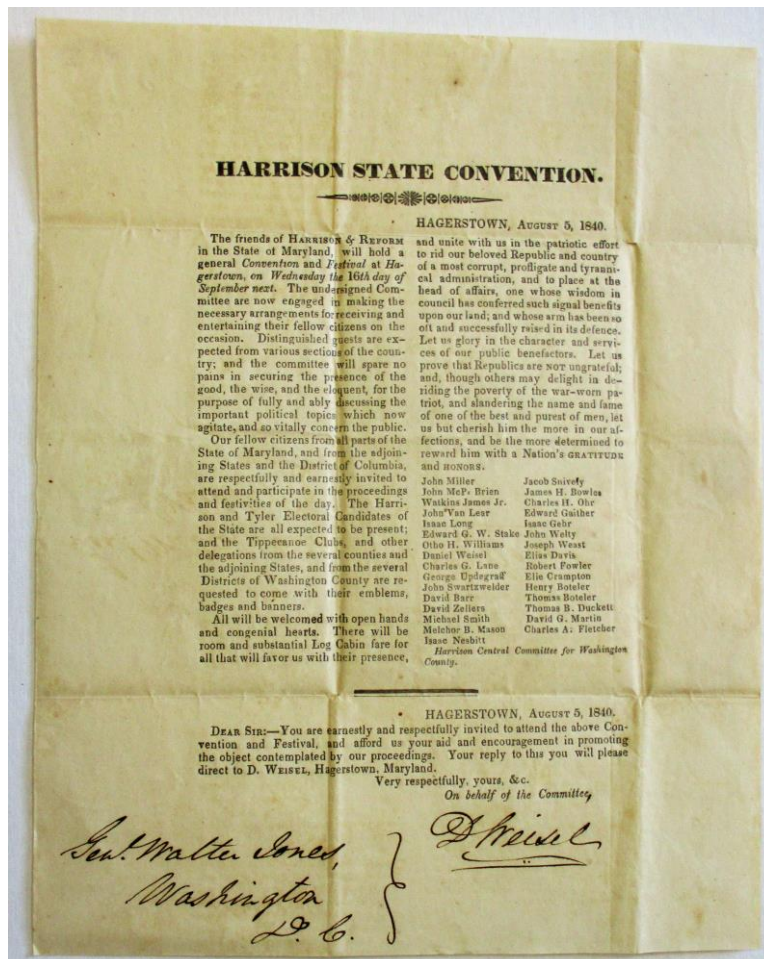 HARRISON STATE CONVENTION.
HAGERSTOWN, AUGUST 5, 1840.
The friends of HARRISON & REFORM
in the State of Maryland, will hold a
general Convention and Festival at Ha-
gerstown, on Wednesday the 16th day of
September next. The undersigned Com-
mittee are now engaged in making the
necessary arrangements for receiving and
entertaining their fellow citizens on the
occasion. Distinguished guests are ex-
pected from various sections of the coun-
try; and the committee will spare no
pains in securing the presence of the
good, the wise, and the eloquent, for the
purpose of fully and ably discussing the
important political topics which now
agitate, and so vitally concern the public.
Our fellow citizens from all parts of the
State of Maryland, and from the adjoin-
ing States and the District of Columbia,
are respectfully and earnestly invited to
attend and participate in the proceedings
and festivities of the day. The Harri-
son and Tyler Electoral Candidates of
the State are all expected to be present;
and the Tippecanoe Clubs, and other
delegations from the several counties and
the adjoining States, and from the several
Districts of Washington County are re-
quested to come with their emblems,
badges and banners.
All will be welcomed with open hands
and congenial hearts. There will be
room and substantial Log Cabin fare for
all that will favor us with their presence,
and unite with us in the patriotic effort
to rid our beloved Republic and country
of a most corrupt, profligate and tyranni-
cal administration, and to place at the
head of affairs, one whose wisdom in
council has conferred such signal benefits
upon our land; and whose arm has been so
oft and successfully raised in its defence.
Let us glory in the character and servi-
ces of our public benefactors. Let us
prove that Republics are NOT ungrateful;
and, though others may delight in de-
riding the poverty of the war-worn pa-
triot, and slandering the name and fame
of one of the best and purest of men, let
us but cherish him the more in our af-
fections, and be the more determined to
reward him with a Nation's GRATITUDE
and HONORS.
John Miller Jacob Snively
John McP. Brien James H. Bowles
Watkins James Jr. Charles H. Ohr
John Van Lear Edward Gaither
Isaac Long Isaac Gehr
Edward G. W. Stake John Welty
Otho H. Williams Joseph Weast
Daniel Weisel Elias Davis
Charles G. Lane Robert Fowler
George Updegraff Elie Crampton
John Swartzwelder Henry Boteler
David Barr Thomas Boteler
David Zellers Thomas B. Duckett
Michael Smith David G. Martin
Melchor B. Mason Charles A. Fletcher
Isaac Nesbitt
Harrison Central Committee for Washington
County.
HAGERSTOWN, AUGUST 5, 1840.
DEAR SIR:—You are earnestly and respectfully invited to attend the above Con-
vention and Festival, and afford us your aid and encouragement in promoting
the object contemplated by our proceedings. Your reply to this you will please
direct to D. WEISEL, Hagerstown, Maryland.
Very respectfully, yours, &c.
On behalf of the Committee,
D Weisel
Genl. Walter Jones,
Washington
D. C.